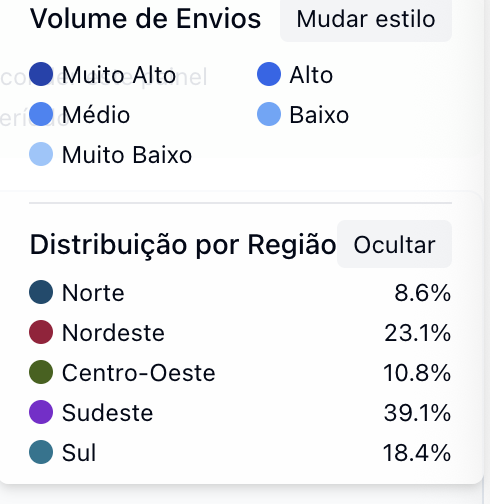 Volume de Envios Mudar estilo
Muito Alto Alto
Médio Baixo
Muito Baixo
Distribuição por Região Ocultar
Norte 8.6%
Nordeste 23.1%
Centro-Oeste 10.8%
Sudeste 39.1%
Sul 18.4%